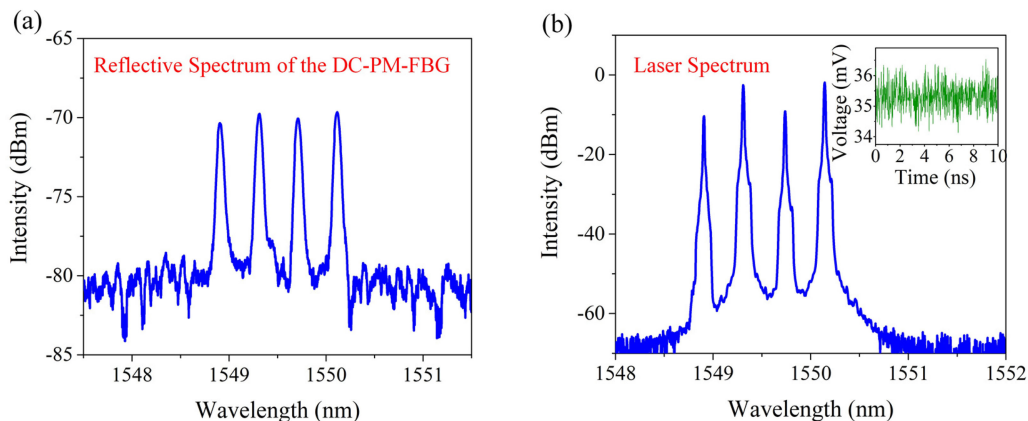 (a)
Reflective Spectrum of the DC-PM-FBG
Intensity (dBm)
-65
-70
-75
-80
-85
1548 1549 1550 1551
Wavelength (nm)
(b)
Laser Spectrum
Intensity (dBm)
0
-20
-40
-60
1548 1549 1550 1551 1552
Wavelength (nm)
Voltage (mV)
36
35
34
0 2 4 6 8 10
Time (ns)